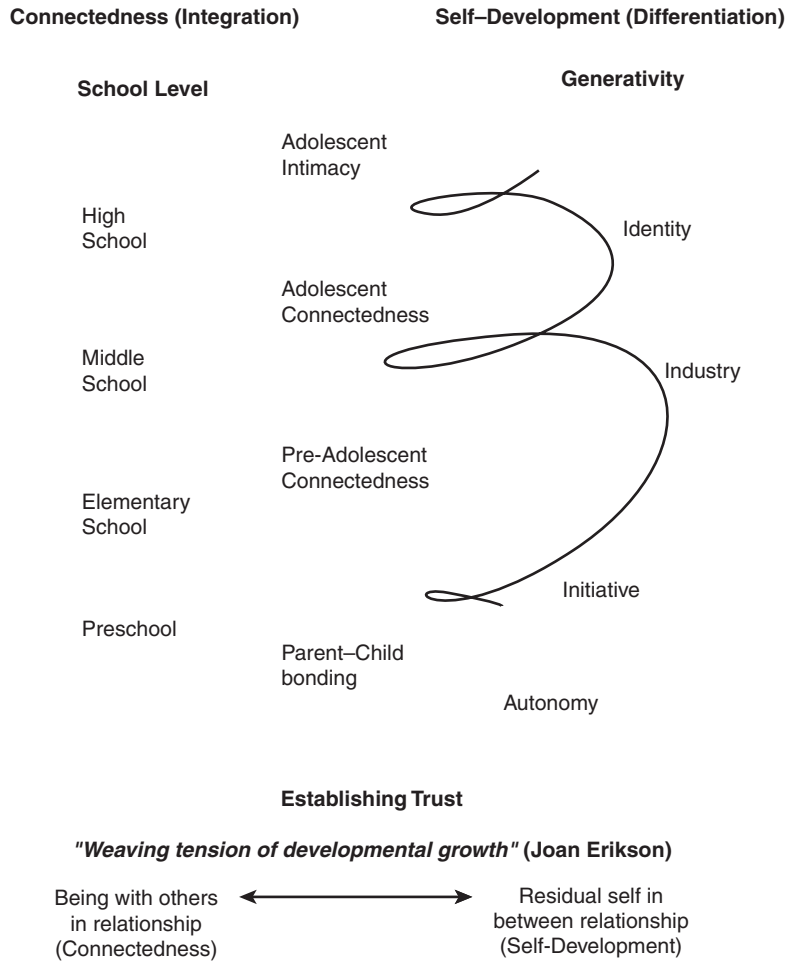 Connectedness (Integration)
Self–Development (Differentiation)
School Level
Generativity
Adolescent
Intimacy
High
School
Identity
Adolescent
Connectedness
Middle
School
Industry
Pre-Adolescent
Connectedness
Elementary
School
Initiative
Preschool
Parent–Child
bonding
Autonomy
Establishing Trust
"Weaving tension of developmental growth" (Joan Erikson)
Being with others
in relationship
(Connectedness)
Residual self in
between relationship
(Self-Development)